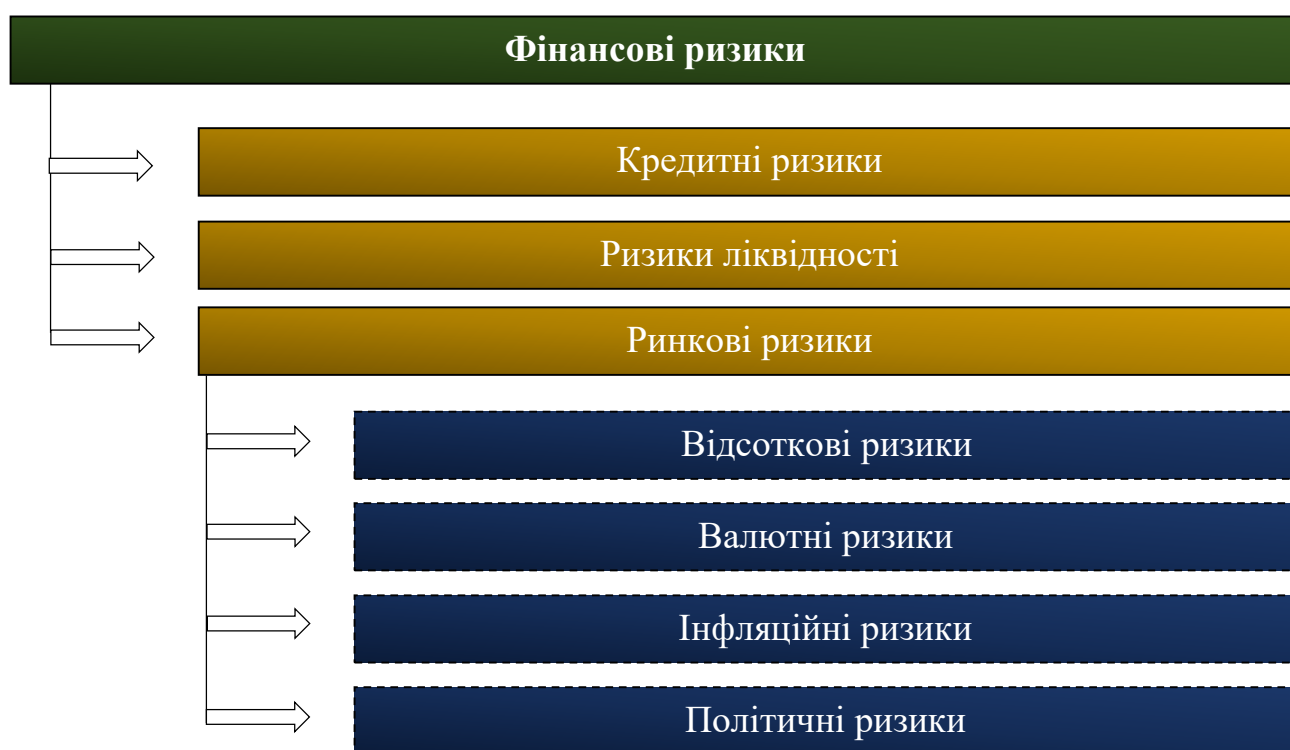 Фінансові ризики
Кредитні ризики
Ризики ліквідності
Ринкові ризики
Відсоткові ризики
Валютні ризики
Інфляційні ризики
Політичні ризики